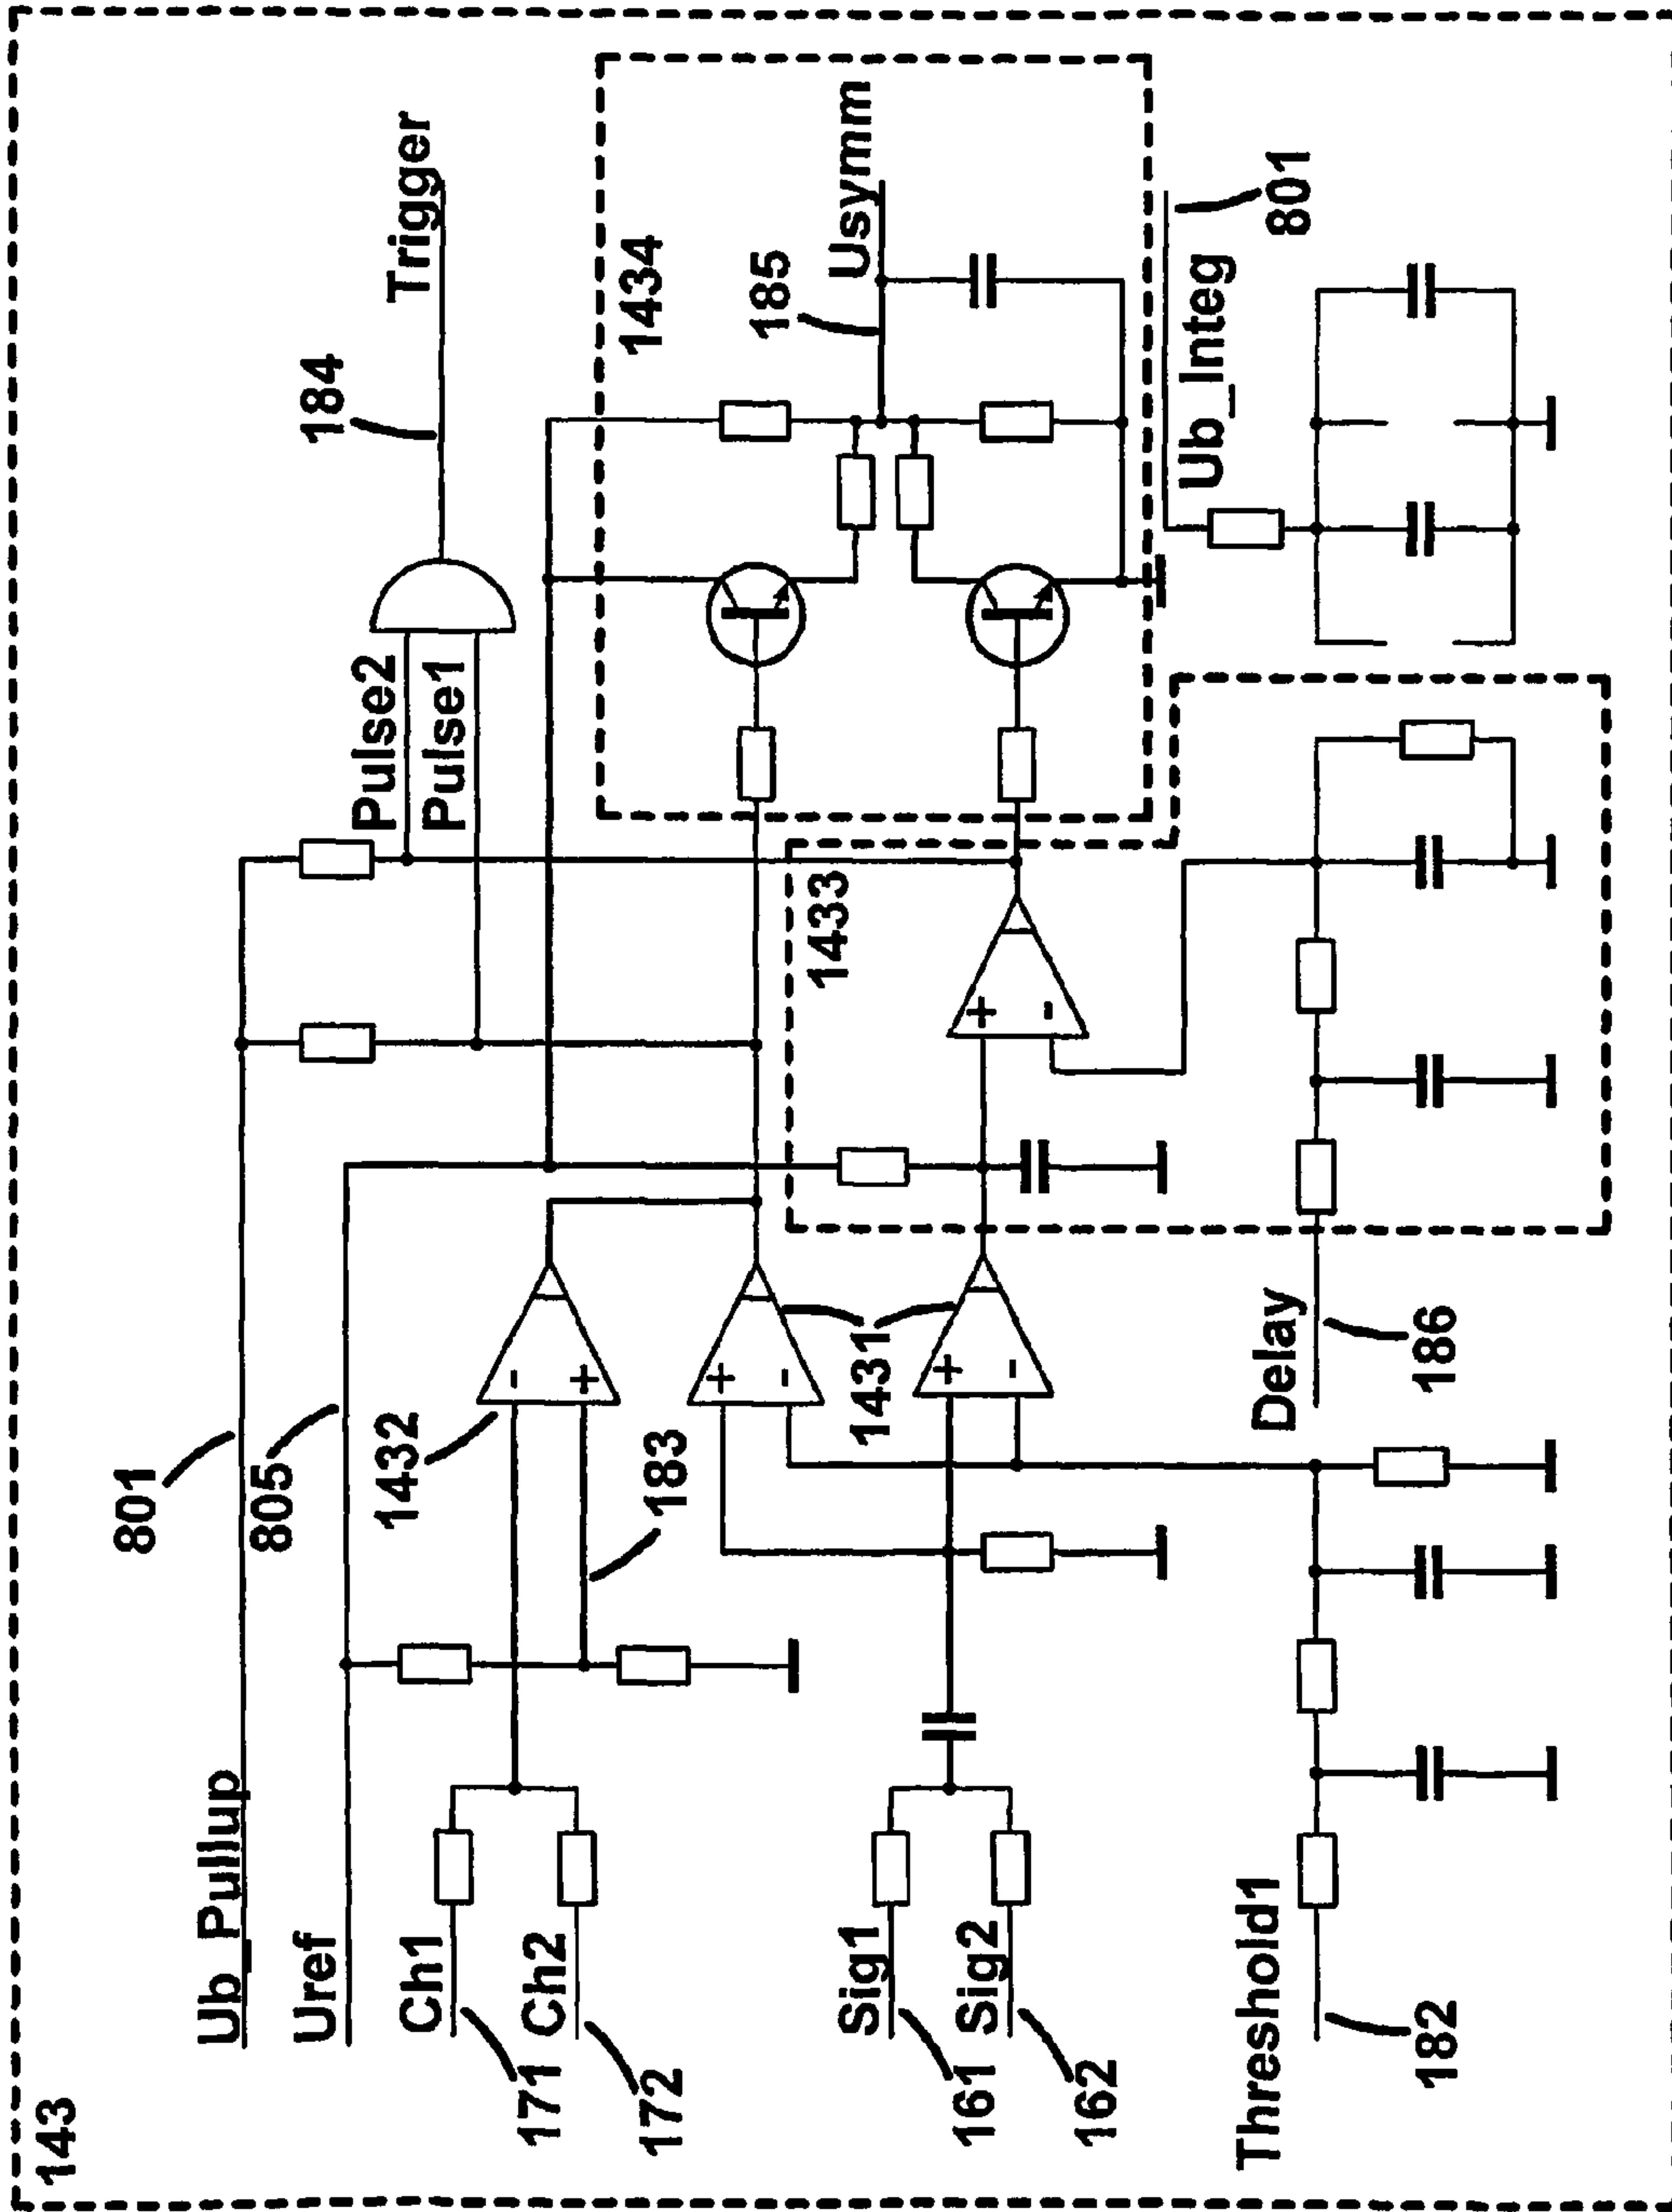 143
801
Ub_Pullup
805
Uref
Ch1
171
Ch2
172
1432
183
Sig1
161
Sig2
162
1431
Threshold1
182
Delay
186
1433
Pulse2
Pulse1
184
Trigger
1434
185
Usymm
801
Ub_Integ
+
-
+
-
+
-
+
-